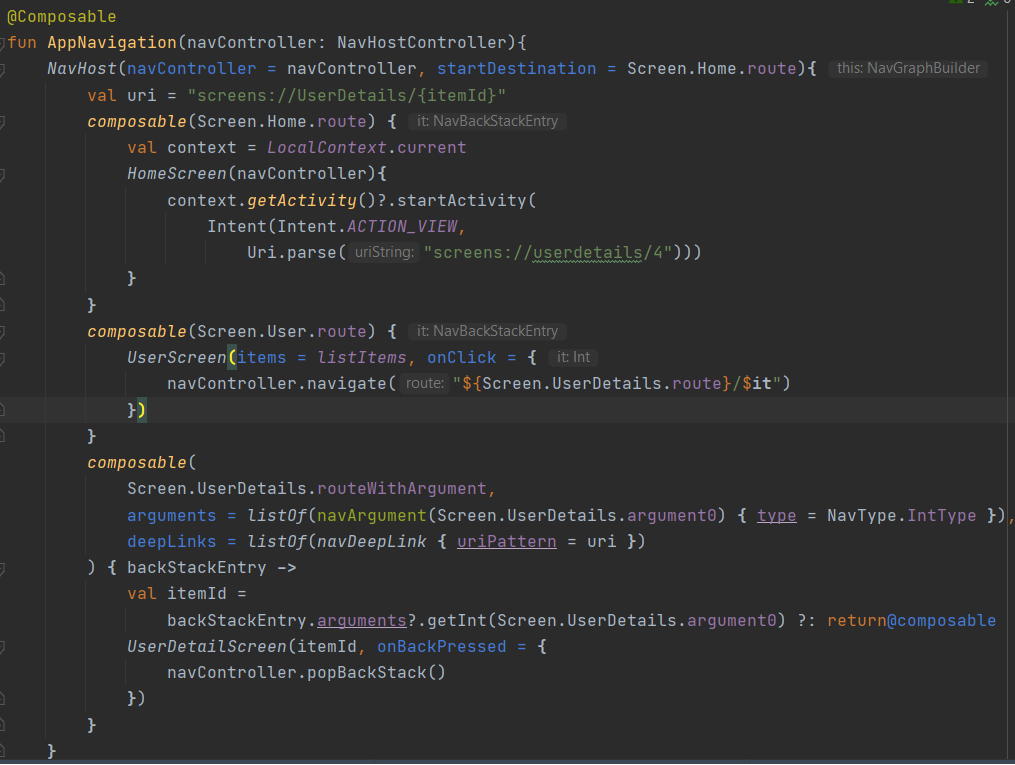 @Composable
fun AppNavigation(navController: NavHostController){
    NavHost(navController = navController, startDestination = Screen.Home.route){ this: NavGraphBuilder
        val uri = "screens://UserDetails/{itemId}"
        composable(Screen.Home.route) { it: NavBackStackEntry
            val context = LocalContext.current
            HomeScreen(navController){
                context.getActivity()?.startActivity(
                    Intent(Intent.ACTION_VIEW,
                        Uri.parse( uriString: "screens://userdetails/4")))
            }
        }
        composable(Screen.User.route) { it: NavBackStackEntry
            UserScreen(items = listItems, onClick = { it: Int
                navController.navigate( route: "${Screen.UserDetails.route}/$it")
            })
        }
        composable(
            Screen.UserDetails.routeWithArgument,
            arguments = listOf(navArgument(Screen.UserDetails.argument0) { type = NavType.IntType }),
            deepLinks = listOf(navDeepLink { uriPattern = uri })
        ) { backStackEntry ->
            val itemId =
                backStackEntry.arguments?.getInt(Screen.UserDetails.argument0) ?: return@composable
            UserDetailScreen(itemId, onBackPressed = {
                navController.popBackStack()
            })
        }
    }